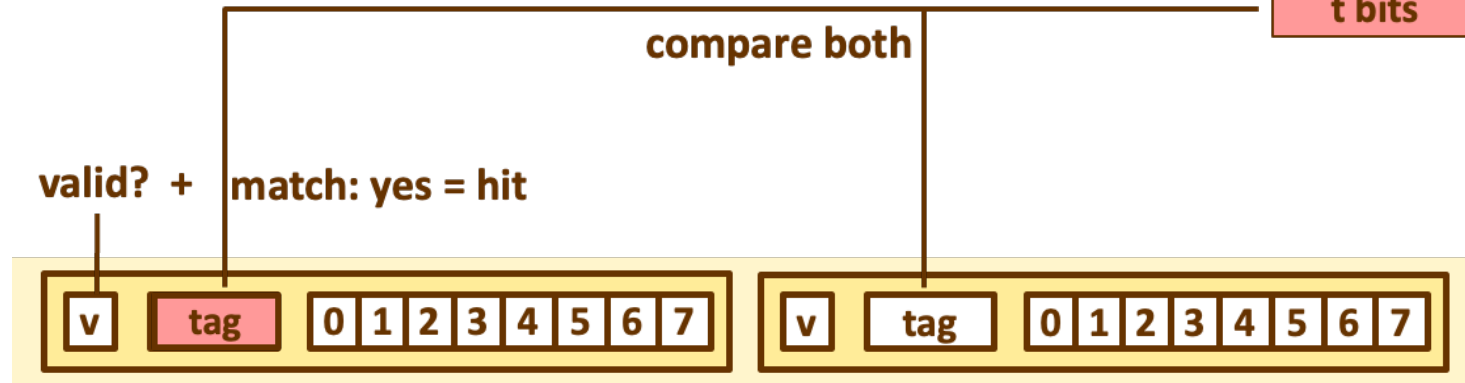 t bits
compare both
valid? + match: yes = hit
v tag 0 1 2 3 4 5 6 7 v tag 0 1 2 3 4 5 6 7